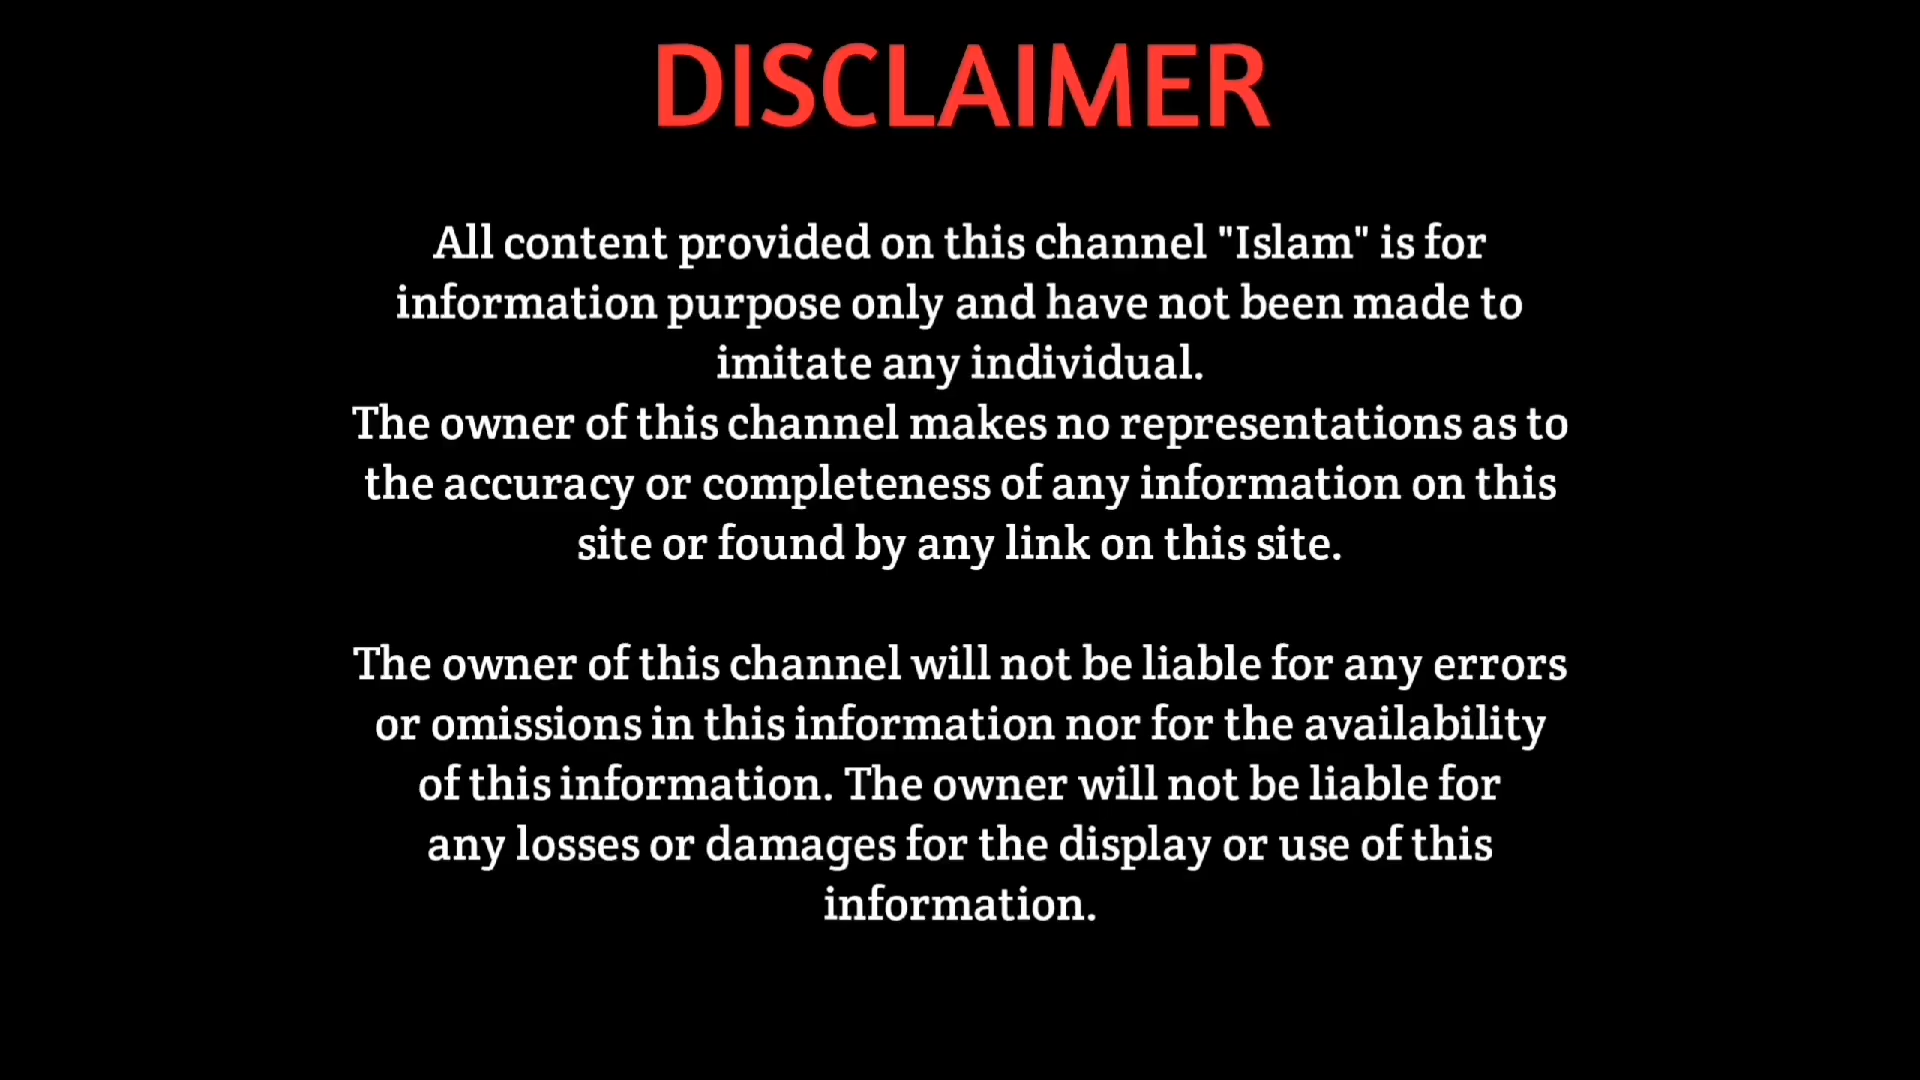 DISCLAIMER
All content provided on this channel "Islam" is for
information purpose only and have not been made to
imitate any individual.
The owner of this channel makes no representations as to
the accuracy or completeness of any information on this
site or found by any link on this site.
The owner of this channel will not be liable for any errors
or omissions in this information nor for the availability
of this information. The owner will not be liable for
any losses or damages for the display or use of this
information.